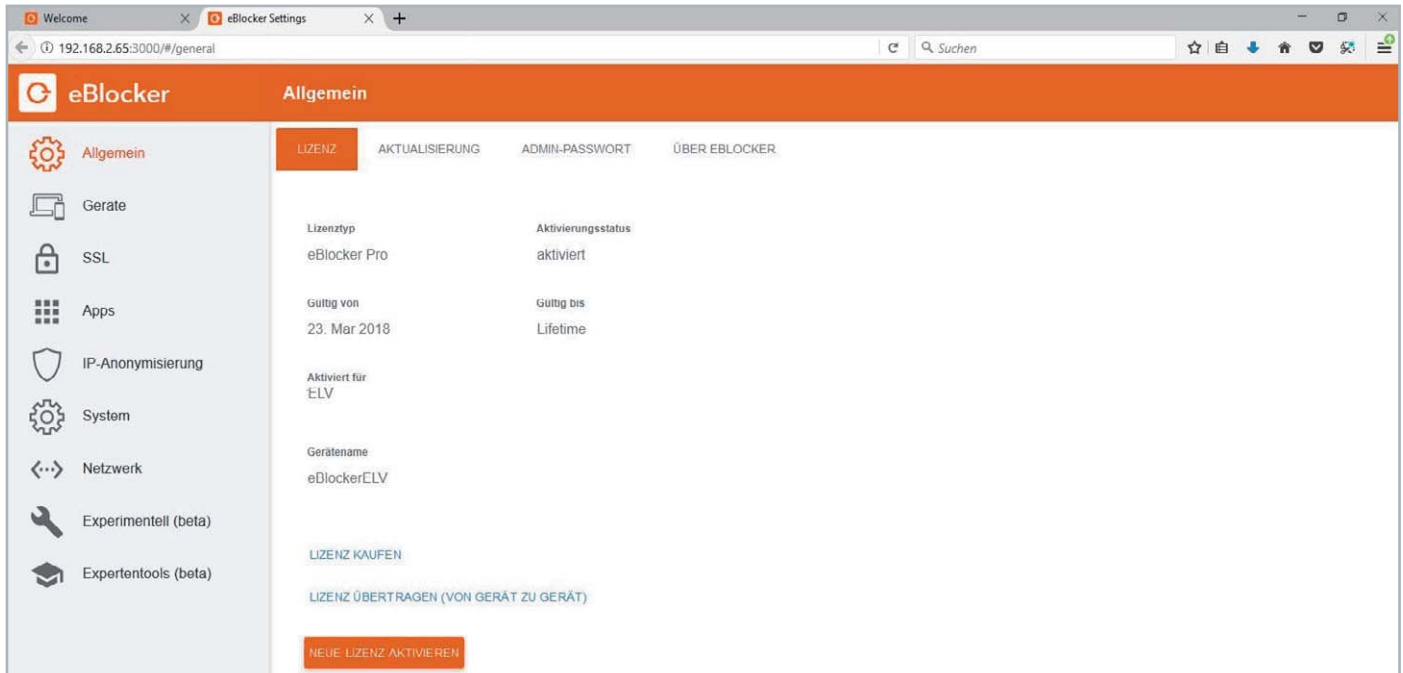 Welcome
eBlocker Settings
192.168.2.65:3000/#/general
Suchen
eBlocker
Allgemein
Allgemein
Geräte
SSL
Apps
IP-Anonymisierung
System
Netzwerk
Experimentell (beta)
Expertentools (beta)
LIZENZ AKTUALISIERUNG ADMIN-PASSWORT ÜBER EBLOCKER
Lizenztyp Aktivierungsstatus
eBlocker Pro aktiviert
Gültig von Gültig bis
23. Mar 2018 Lifetime
Aktiviert für
ELV
Gerätename
eBlockerELV
LIZENZ KAUFEN
LIZENZ ÜBERTRAGEN (VON GERÄT ZU GERÄT)
NEUE LIZENZ AKTIVIEREN